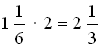 1 1/6 · 2 = 2 1/3